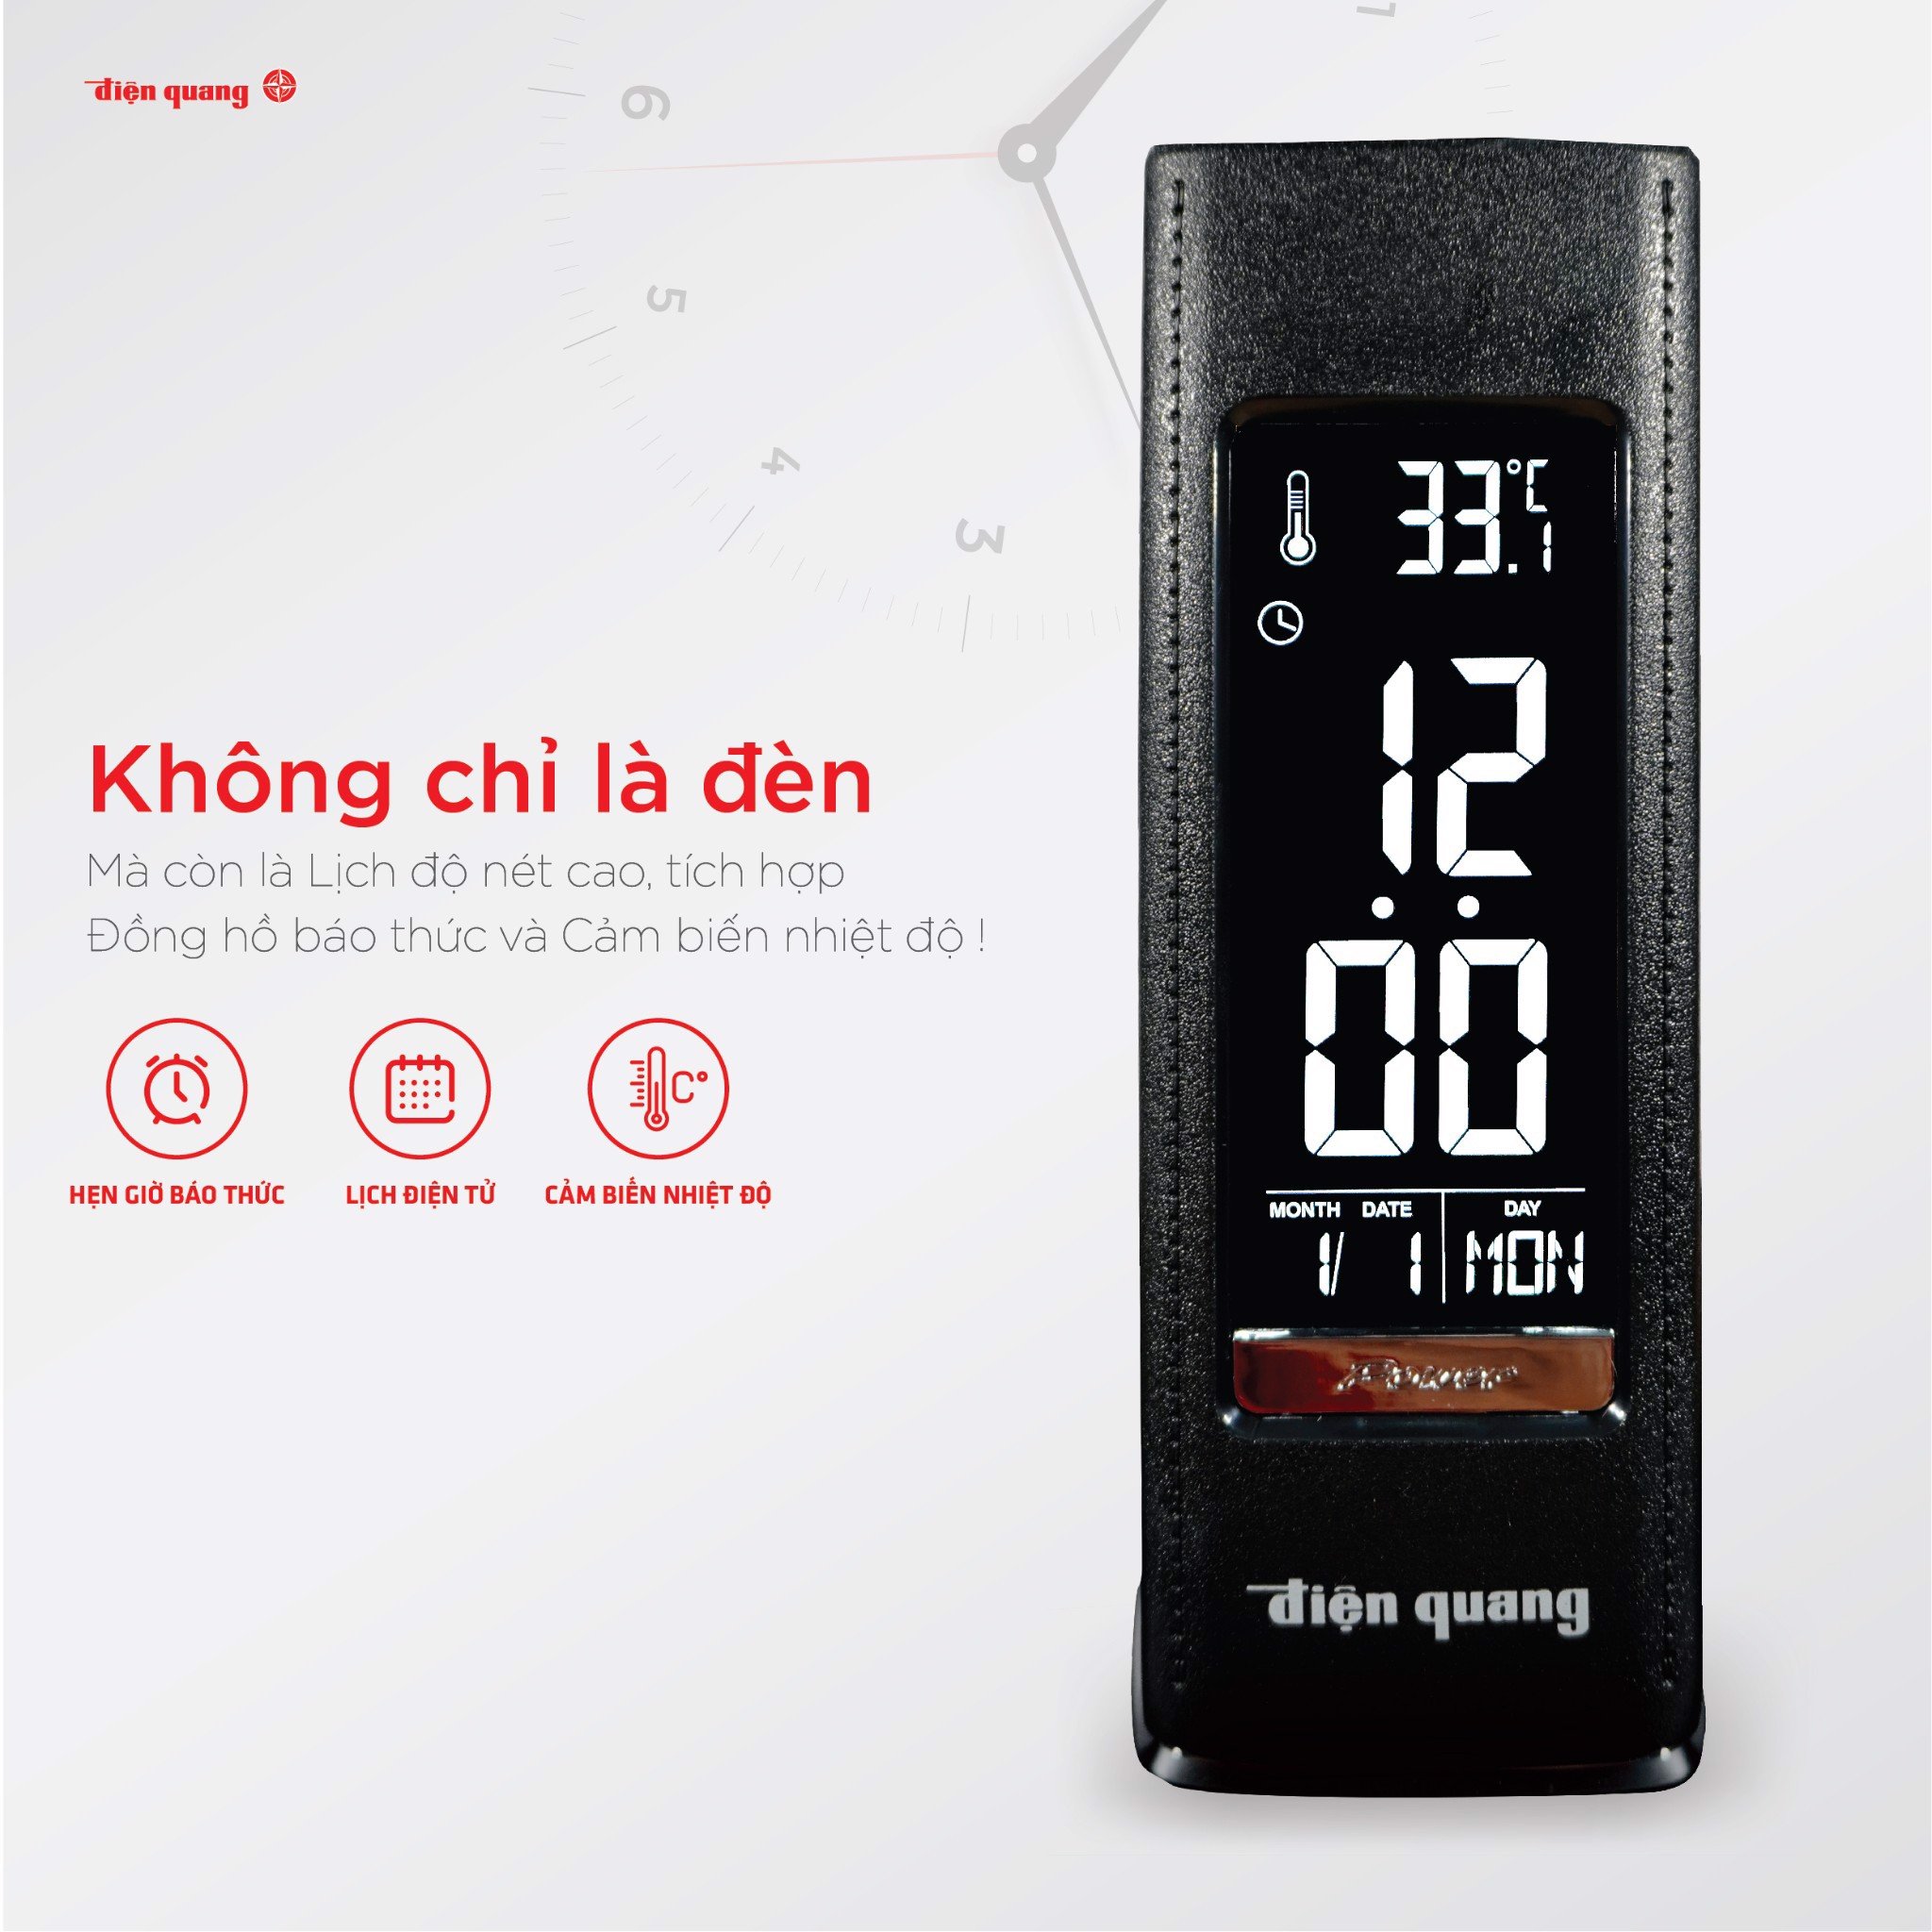 điện quang
6
5
4
3
1
Không chỉ là đèn
Mà còn là Lịch độ nét cao, tích hợp
Đồng hồ báo thức và Cảm biến nhiệt độ !
C°
HẸN GIỜ BÁO THỨC
LỊCH ĐIỆN TỬ
CẢM BIẾN NHIỆT ĐỘ
33.1°C
12
:
00
MONTH DATE DAY
1/ 1 MON
Power
điện quang